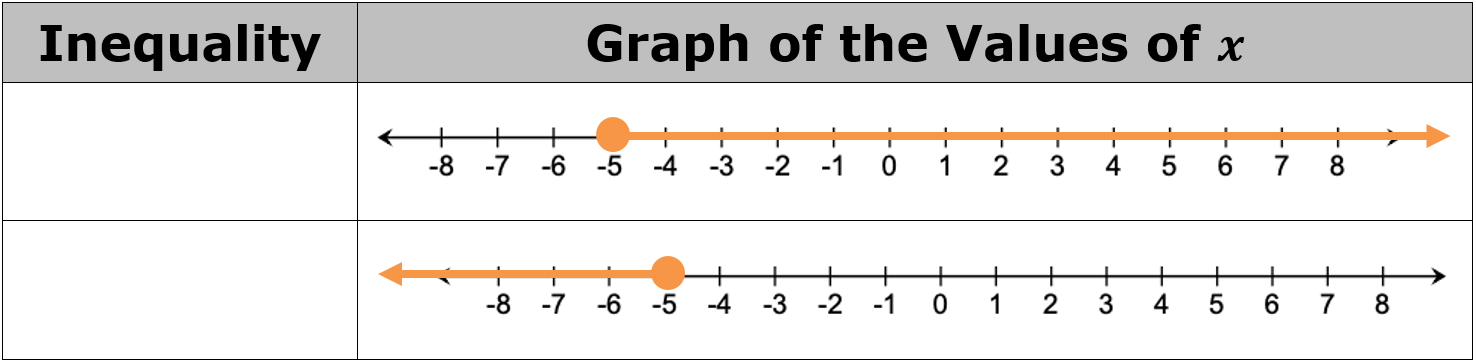 Inequality
Graph of the Values of x
-8 -7 -6 -5 -4 -3 -2 -1 0 1 2 3 4 5 6 7 8
-8 -7 -6 -5 -4 -3 -2 -1 0 1 2 3 4 5 6 7 8